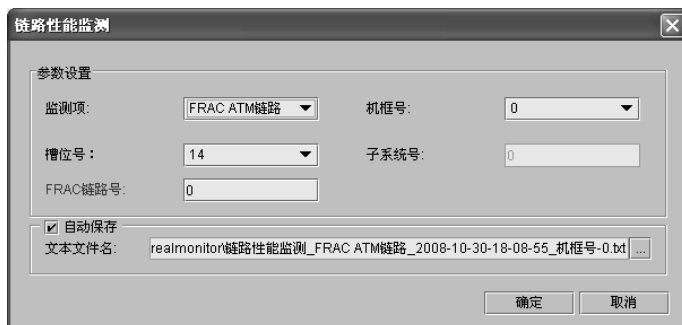 链路性能监测
参数设置
监测项: FRAC ATM链路 机框号: 0
槽位号： 14 子系统号: 0
FRAC链路号: 0
自动保存
文本文件名: realmonitor\链路性能监测_FRAC ATM链路_2008-10-30-18-08-55_机框号-0.txt ...
确定 取消